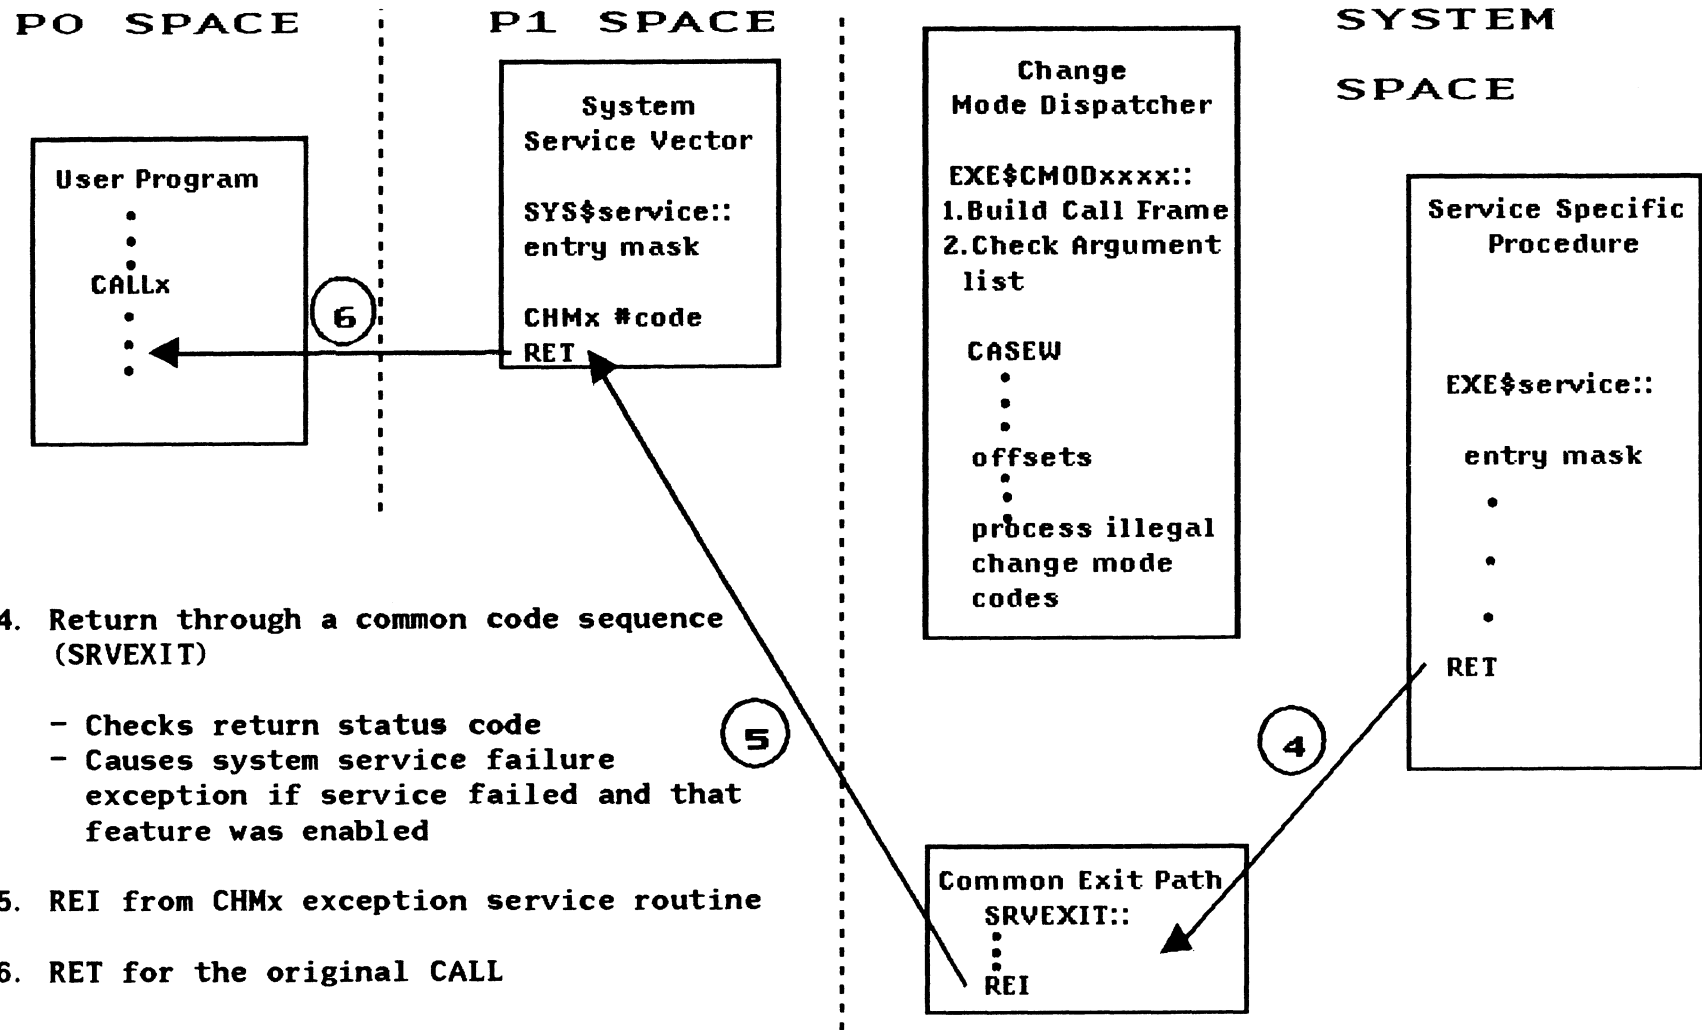 P0 SPACE
P1 SPACE
SYSTEM
SPACE
User Program
CALLx
6
System
Service Vector
SYS$service::
entry mask
CHMx #code
RET
Change
Mode Dispatcher
EXE$CMODxxxx::
1.Build Call Frame
2.Check Argument
list
CASEW
offsets
process illegal
change mode
codes
Service Specific
Procedure
EXE$service::
entry mask
RET
4
5
Common Exit Path
SRVEXIT::
REI
4. Return through a common code sequence
(SRVEXIT)
- Checks return status code
- Causes system service failure
exception if service failed and that
feature was enabled
5. REI from CHMx exception service routine
6. RET for the original CALL